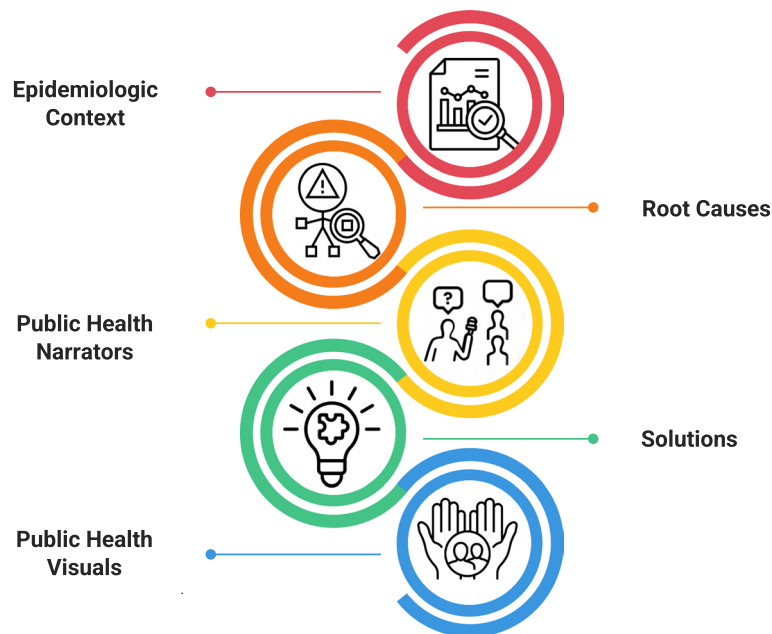 Epidemiologic
Context
Root Causes
?
Public Health
Narrators
Solutions
Public Health
Visuals